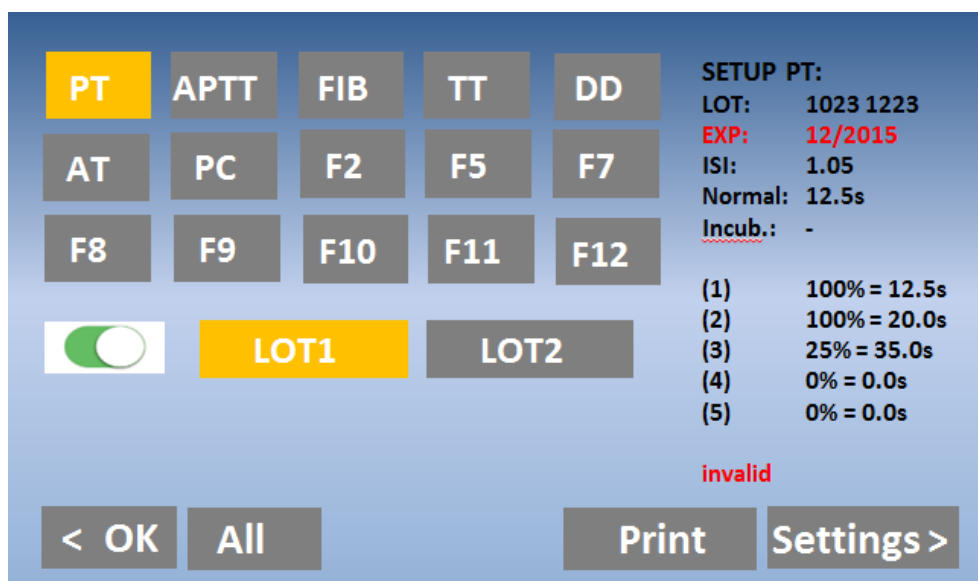 PT APTT FIB TT DD
AT PC F2 F5 F7
F8 F9 F10 F11 F12
LOT1 LOT2
SETUP PT:
LOT: 1023 1223
EXP: 12/2015
ISI: 1.05
Normal: 12.5s
Incub.: -
(1) 100% = 12.5s
(2) 100% = 20.0s
(3) 25% = 35.0s
(4) 0% = 0.0s
(5) 0% = 0.0s
invalid
< OK All Print Settings >